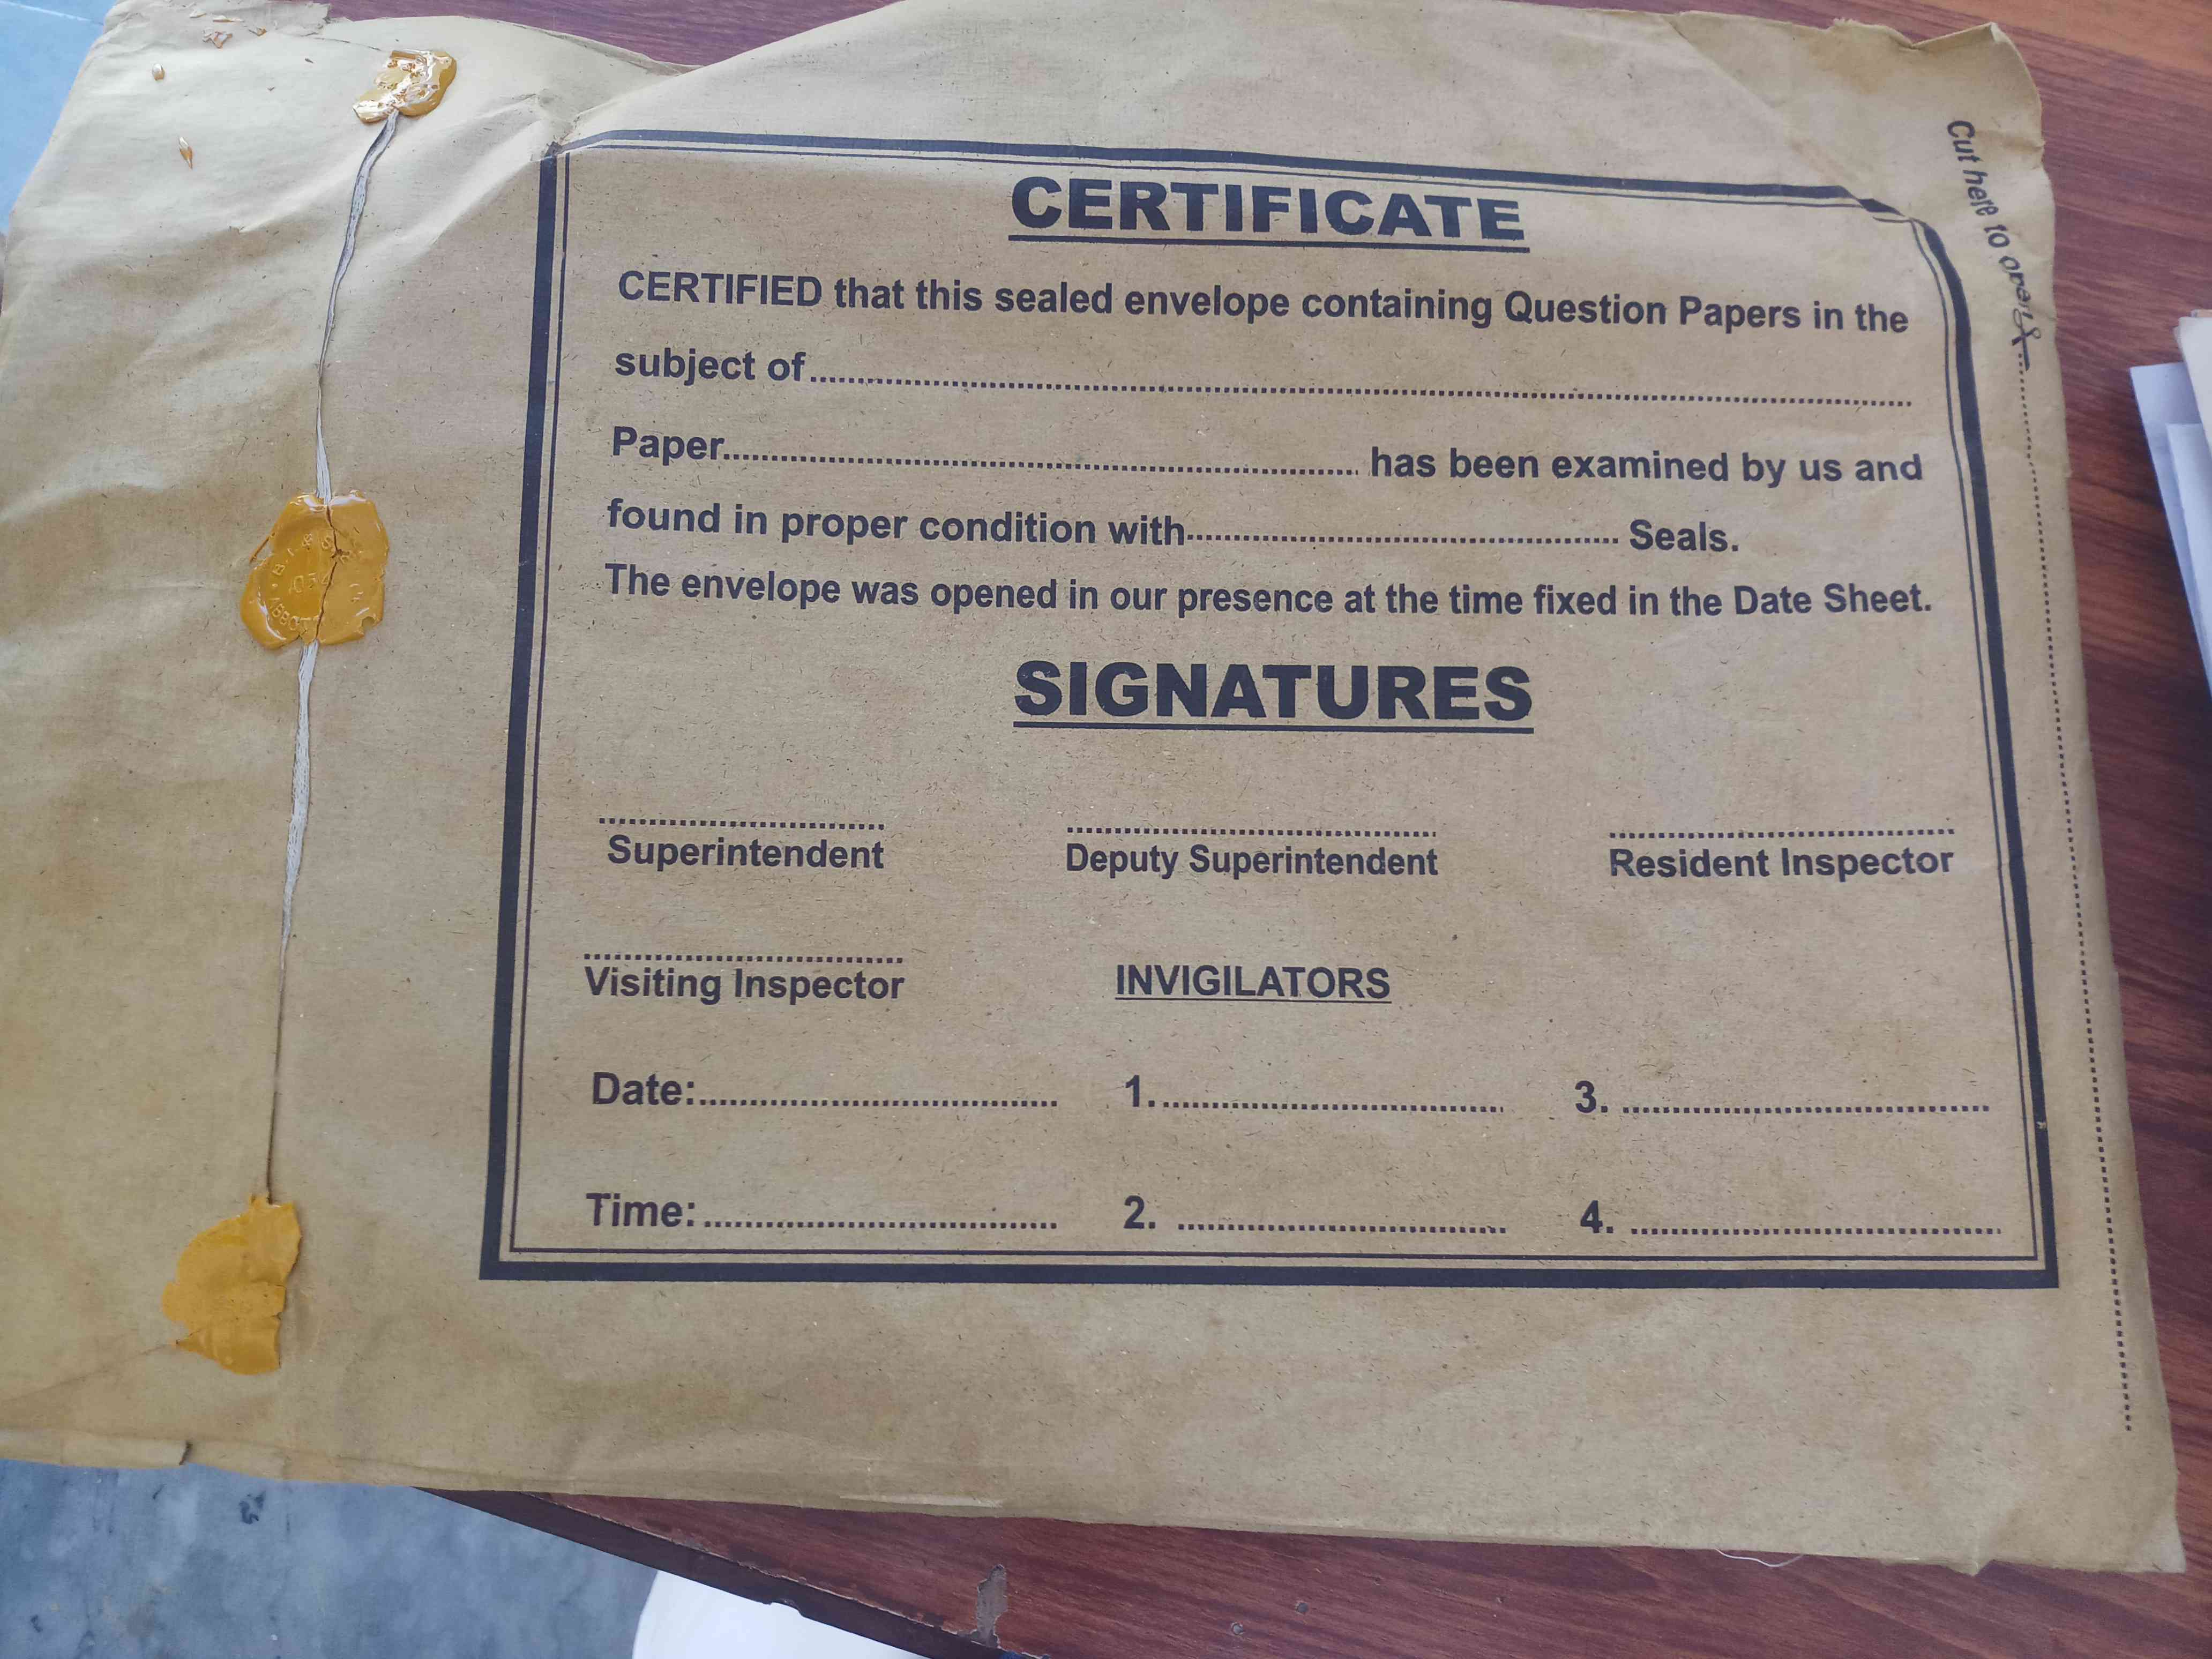 CERTIFICATE
CERTIFIED that this sealed envelope containing Question Papers in the
subject of
Paper has been examined by us and
found in proper condition with Seals.
The envelope was opened in our presence at the time fixed in the Date Sheet.
SIGNATURES
Superintendent Deputy Superintendent Resident Inspector
Visiting Inspector INVIGILATORS
Date: 1. 3.
Time: 2. 4.
Cut here to open